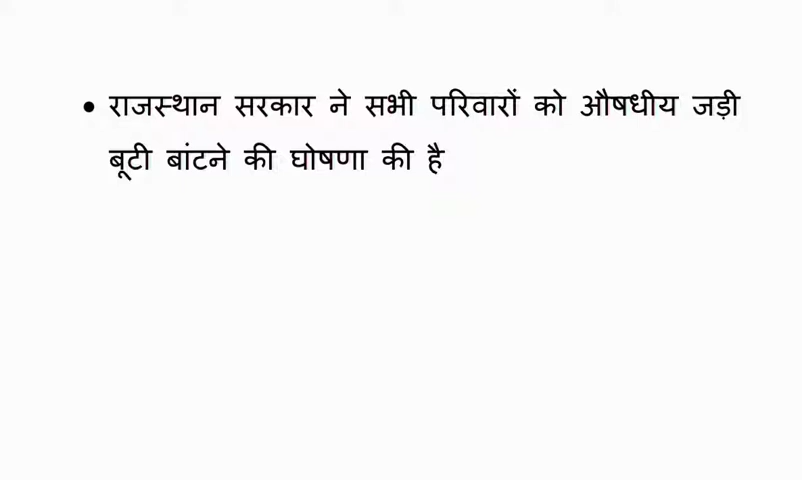 • राजस्थान सरकार ने सभी परिवारों को औषधीय जड़ी
बूटी बांटने की घोषणा की है